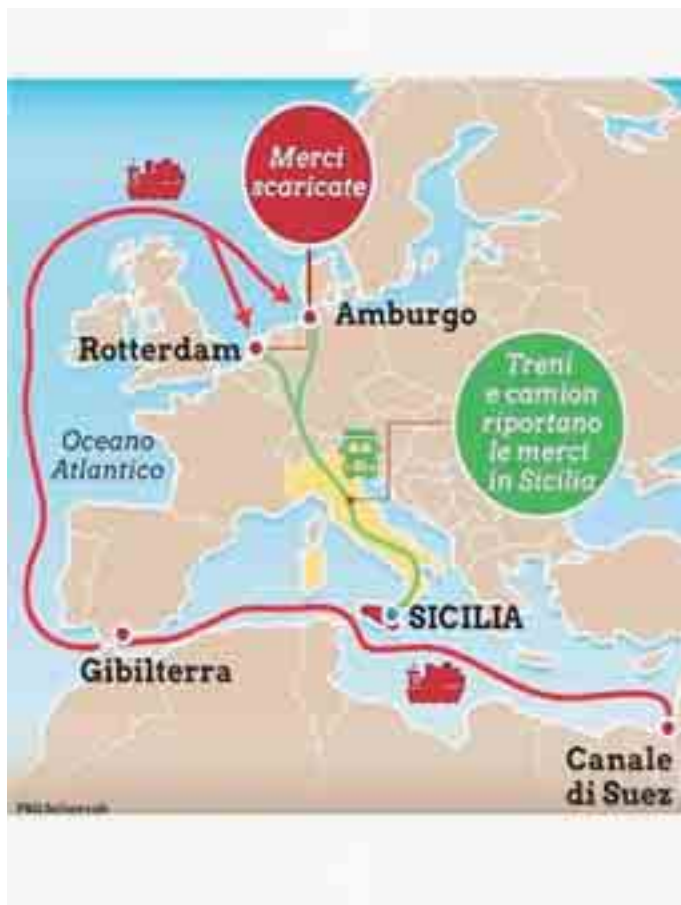 Merci
scaricate
Amburgo
Rotterdam
Treni
e camion
riportano
le merci
in Sicilia
Oceano
Atlantico
SICILIA
Gibilterra
Canale
di Suez